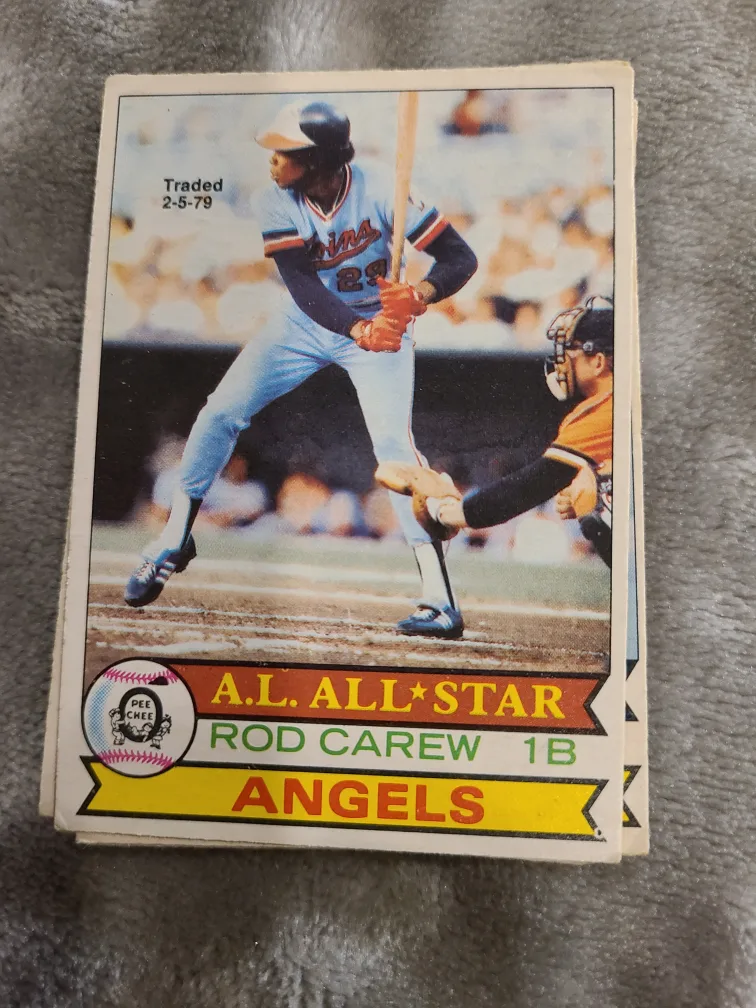 Traded
2-5-79
Twins
29
A.L. ALL★STAR
O
PEE
CHEE
ROD CAREW 1B
ANGELS